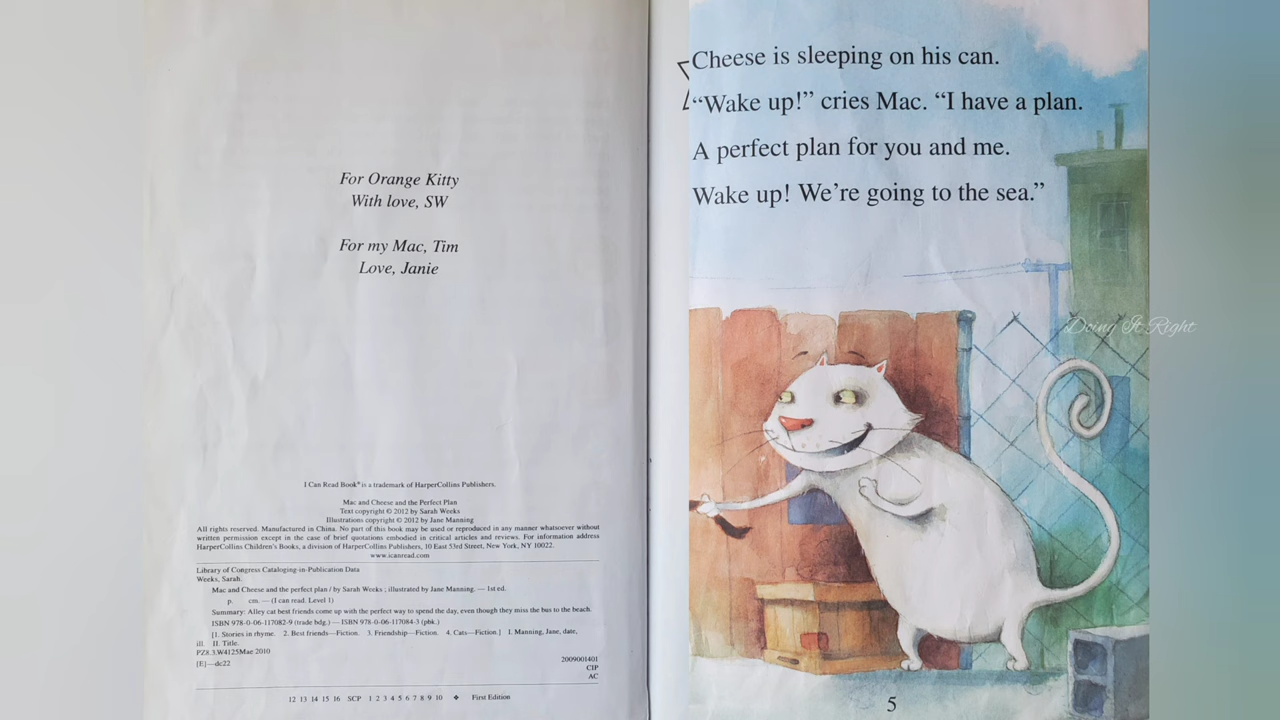 For Orange Kitty
With love, SW
For my Mac, Tim
Love, Janie
I Can Read Book® is a trademark of HarperCollins Publishers.
Mac and Cheese and the Perfect Plan
Text copyright © 2012 by Sarah Weeks
Illustrations copyright © 2012 by Jane Manning
All rights reserved. Manufactured in China. No part of this book may be used or reproduced in any manner whatsoever without
written permission except in the case of brief quotations embodied in critical articles and reviews. For information address
HarperCollins Children's Books, a division of HarperCollins Publishers, 10 East 53rd Street, New York, NY 10022.
www.icanread.com
Library of Congress Cataloging-in-Publication Data
Weeks, Sarah.
Mac and Cheese and the perfect plan / by Sarah Weeks ; illustrated by Jane Manning. — 1st ed.
p. cm. — (I can read. Level 1)
Summary: Alley cat best friends come up with the perfect way to spend the day, even though they miss the bus to the beach.
ISBN 978-0-06-117082-9 (trade bdg.) — ISBN 978-0-06-117084-3 (pbk.)
[1. Stories in rhyme. 2. Best friends—Fiction. 3. Friendship—Fiction. 4. Cats—Fiction.] I. Manning, Jane, date,
ill. II. Title.
PZ8.3.W4125Mae 2010
[E]—dc22
2009001401
CIP
AC
12 13 14 15 16 SCP 1 2 3 4 5 6 7 8 9 10 ❖ First Edition
Cheese is sleeping on his can.
“Wake up!” cries Mac. “I have a plan.
A perfect plan for you and me.
Wake up! We’re going to the sea.”
Doing It Right
5